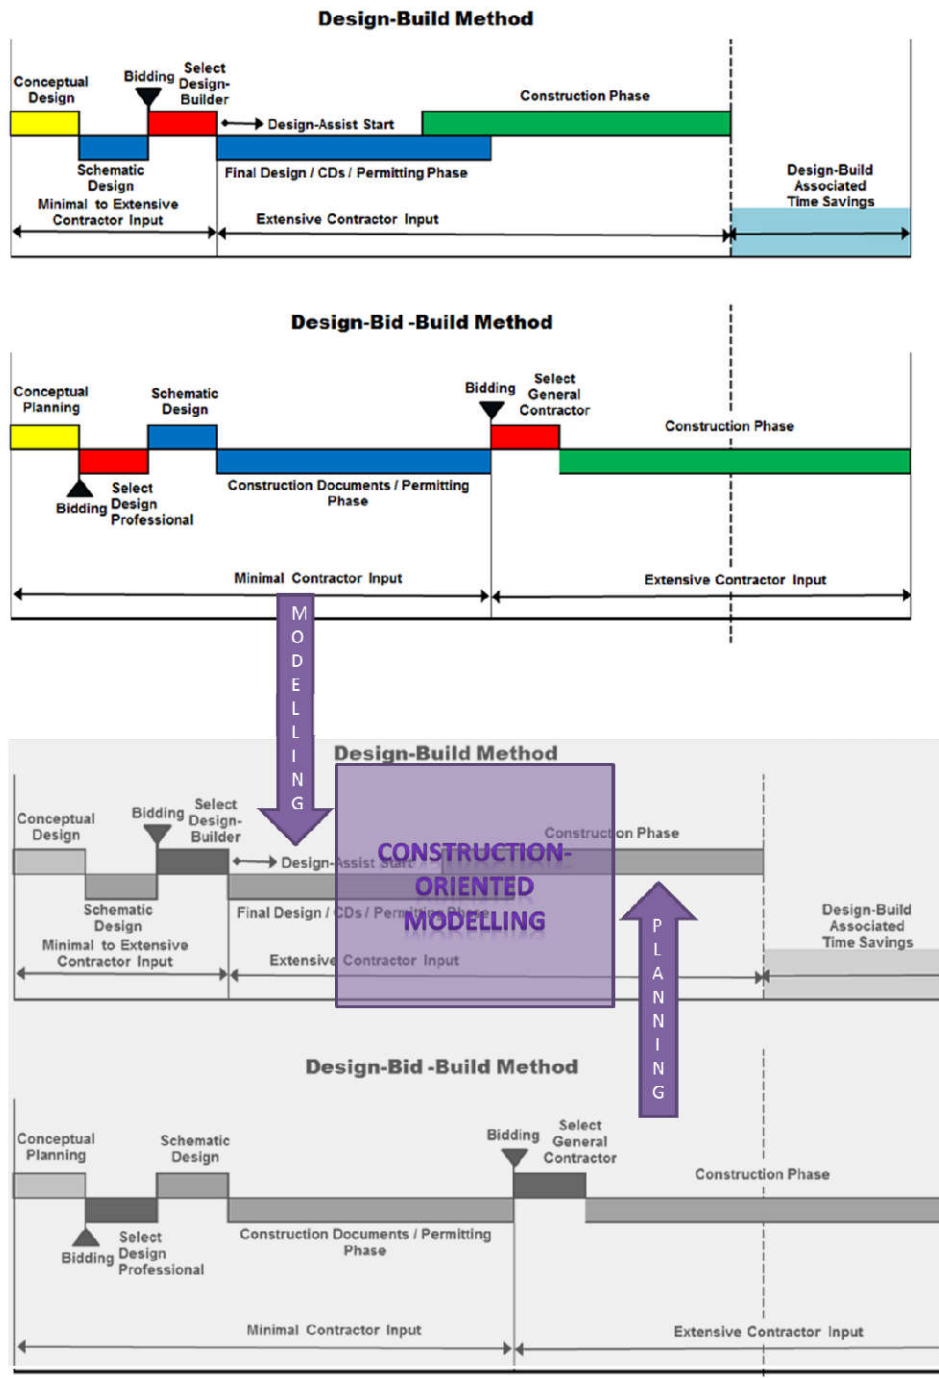 Design-Build Method
Conceptual
Design
Bidding
Select
Design-
Builder
Design-Assist Start
Construction Phase
Schematic
Design
Final Design / CDs / Permitting Phase
Design-Build
Associated
Time Savings
Minimal to Extensive
Contractor Input
Extensive Contractor Input
Design-Bid -Build Method
Conceptual
Planning
Schematic
Design
Bidding
Select
General
Contractor
Construction Phase
Bidding
Select
Design
Professional
Construction Documents / Permitting
Phase
Minimal Contractor Input
Extensive Contractor Input
MODELLING
Design-Build Method
Conceptual
Design
Bidding
Select
Design-
Builder
Design-Assist Start
Construction Phase
CONSTRUCTION-
ORIENTED
MODELLING
Schematic
Design
Final Design / CDs / Permitting Phase
Design-Build
Associated
Time Savings
Minimal to Extensive
Contractor Input
Extensive Contractor Input
PLANNING
Design-Bid -Build Method
Conceptual
Planning
Schematic
Design
Bidding
Select
General
Contractor
Construction Phase
Bidding
Select
Design
Professional
Construction Documents / Permitting
Phase
Minimal Contractor Input
Extensive Contractor Input